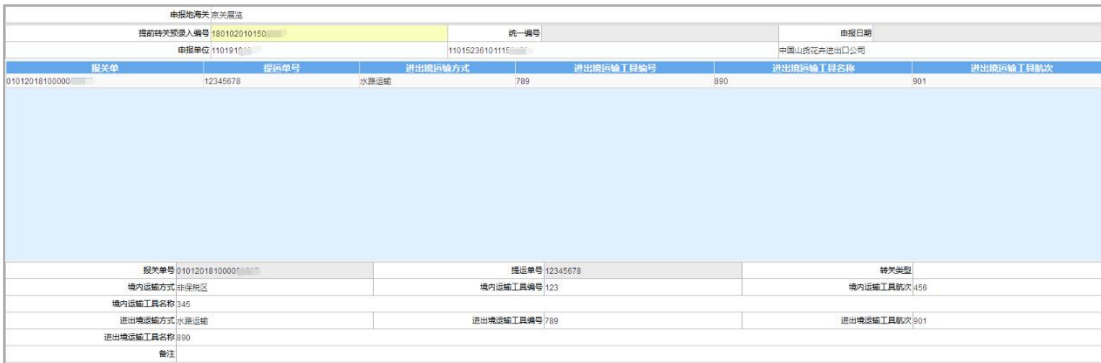 申报地海关 京关展览
提前转关预录入编号 180102010150 统一编号 申报日期
申报单位 110191 11015236101115 中国山货花卉进出口公司
报关单 提运单号 进出境运输方式 进出境运输工具编号 进出境运输工具名称 进出境运输工具航次
01012018100000 12345678 水路运输 789 890 901
报关单号 01012018100000 提运单号 12345678 转关类型
境内运输方式 非保税区 境内运输工具编号 123 境内运输工具航次 456
境内运输工具名称 345
进出境运输方式 水路运输 进出境运输工具编号 789 进出境运输工具航次 901
进出境运输工具名称 890
备注